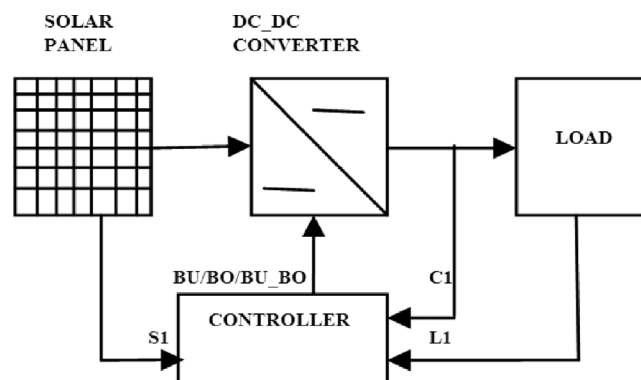 SOLAR
PANEL
DC_DC
CONVERTER
LOAD
BU/BO/BU_BO
C1
CONTROLLER
S1
L1